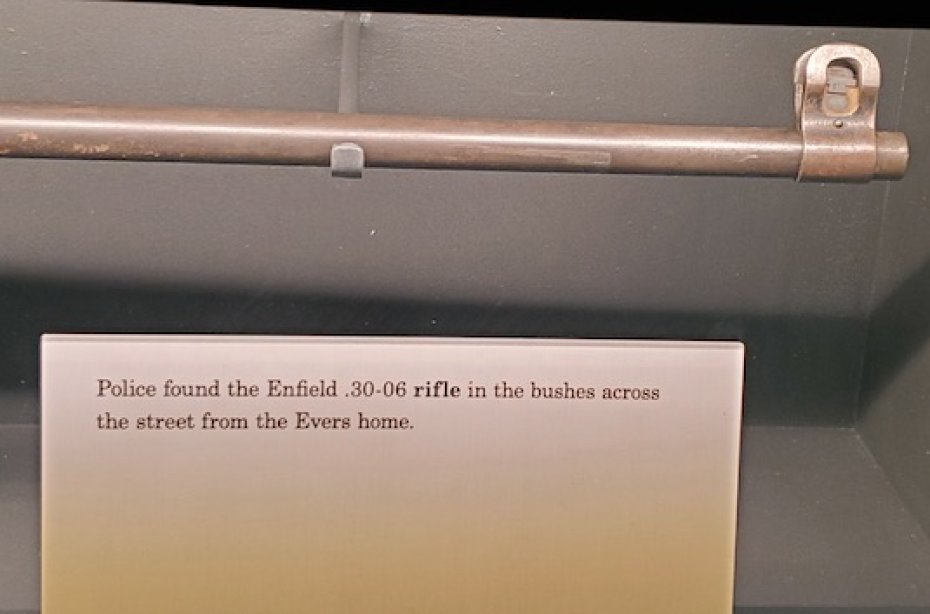 Police found the Enfield .30-06 rifle in the bushes across
the street from the Evers home.